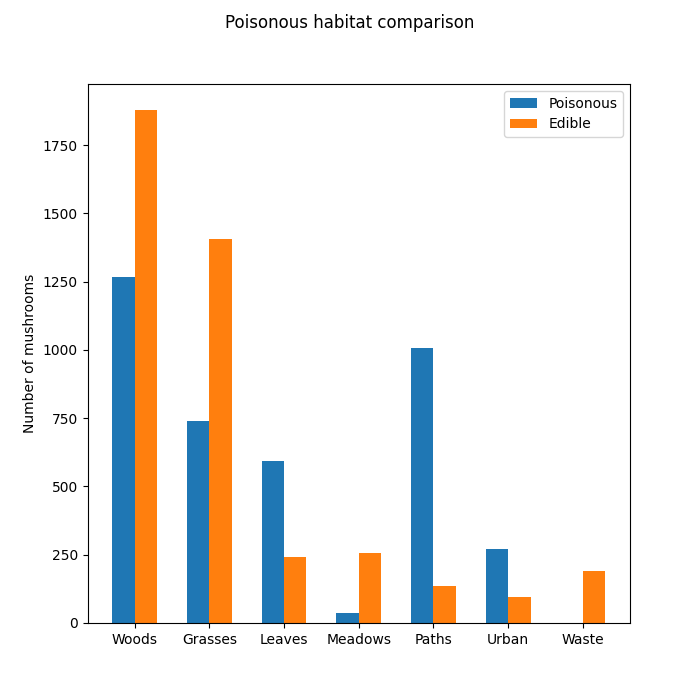 Poisonous habitat comparison
Poisonous
Edible
Number of mushrooms
1750
1500
1250
1000
750
500
250
0
Woods Grasses Leaves Meadows Paths Urban Waste